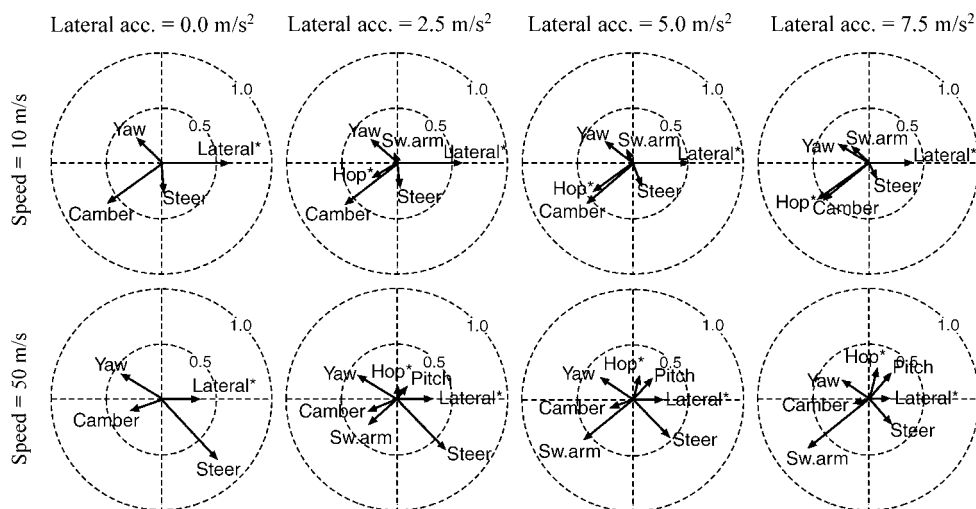 Lateral acc. = 0.0 m/s² Lateral acc. = 2.5 m/s² Lateral acc. = 5.0 m/s² Lateral acc. = 7.5 m/s²
Speed = 10 m/s
1.0
0.5
Yaw
Lateral*
Steer
Camber
1.0
0.5
Yaw
Sw.arm
Lateral*
Hop*
Steer
Camber
1.0
0.5
Yaw
Sw.arm
Lateral*
Hop*
Steer
Camber
1.0
0.5
Yaw
Sw.arm
Lateral*
Steer
Hop*
Camber
Speed = 50 m/s
1.0
0.5
Yaw
Lateral*
Camber
Steer
1.0
0.5
Hop*
Yaw
Pitch
Lateral*
Camber
Sw.arm
Steer
1.0
0.5
Hop*
Yaw
Pitch
Lateral*
Camber
Steer
Sw.arm
1.0
0.5
Hop*
Pitch
Yaw
Lateral*
Camber
Steer
Sw.arm